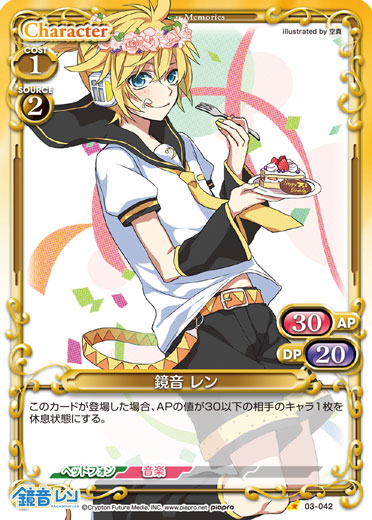 Memories
Character
illustrated by 空真
COST
1
SOURCE
2
30 AP
DP 20
鏡音 レン
このカードが登場した場合、APの値が30以下の相手のキャラ1枚を
休息状態にする。
ヘッドフォン 音楽
鏡音レン
©Crypton Future Media, INC. www.piapro.net piapro
03-042